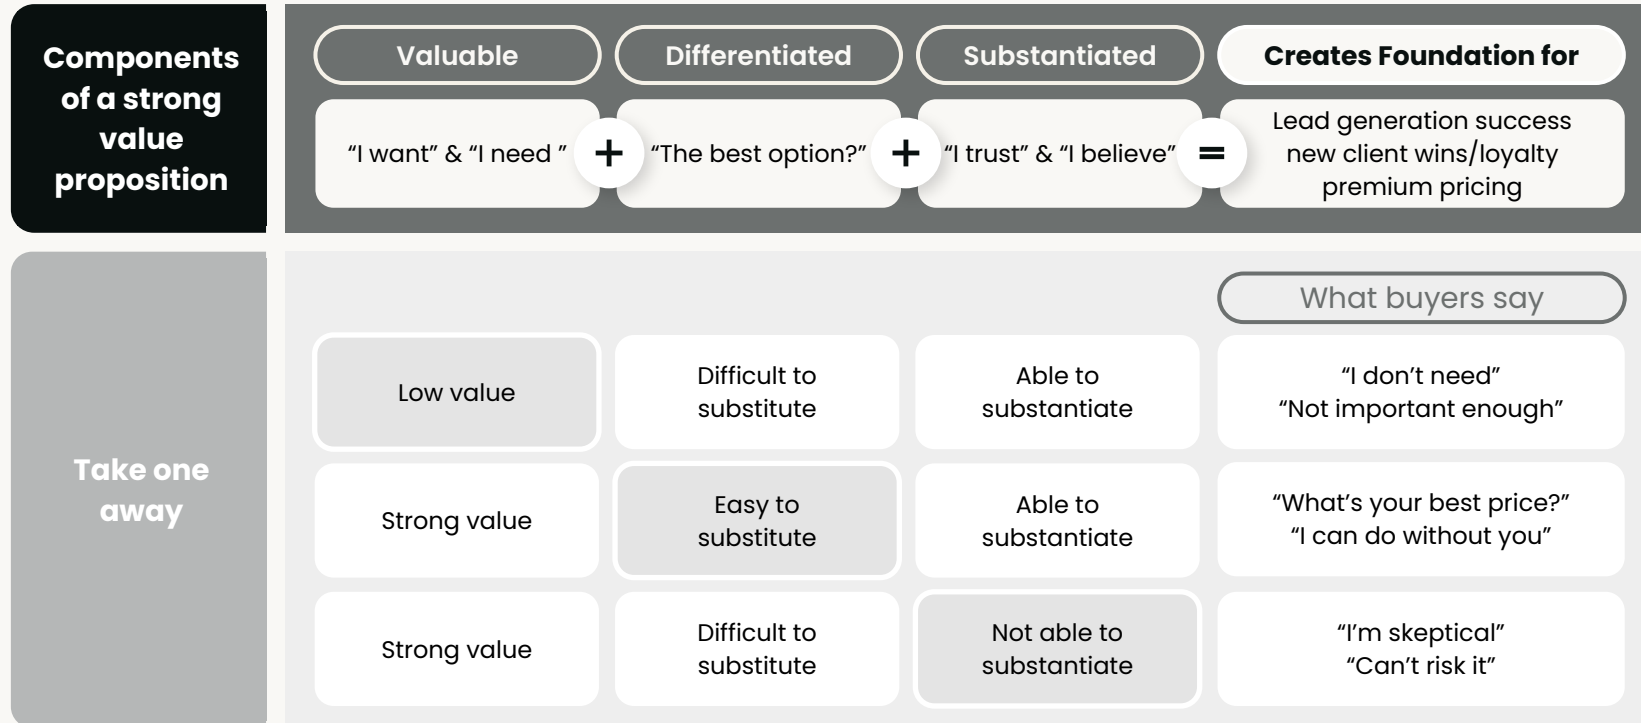 Components
of a strong
value
proposition
Valuable
Differentiated
Substantiated
Creates Foundation for
“I want” & “I need ”
+
“The best option?”
+
“I trust” & “I believe”
=
Lead generation success
new client wins/loyalty
premium pricing
Take one
away
What buyers say
Low value
Difficult to
substitute
Able to
substantiate
“I don’t need”
“Not important enough”
Strong value
Easy to
substitute
Able to
substantiate
“What’s your best price?”
“I can do without you”
Strong value
Difficult to
substitute
Not able to
substantiate
“I’m skeptical”
“Can’t risk it”